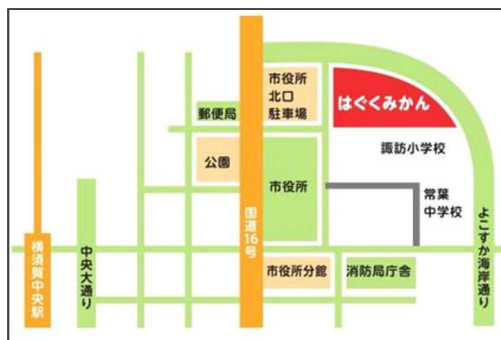 市役所
北口
駐車場
はぐくみかん
郵便局
諏訪小学校
公園
市役所
国道16号
常葉
中学校
よこすか海岸通り
横須賀中央駅
中央大通り
市役所分館
消防局庁舎